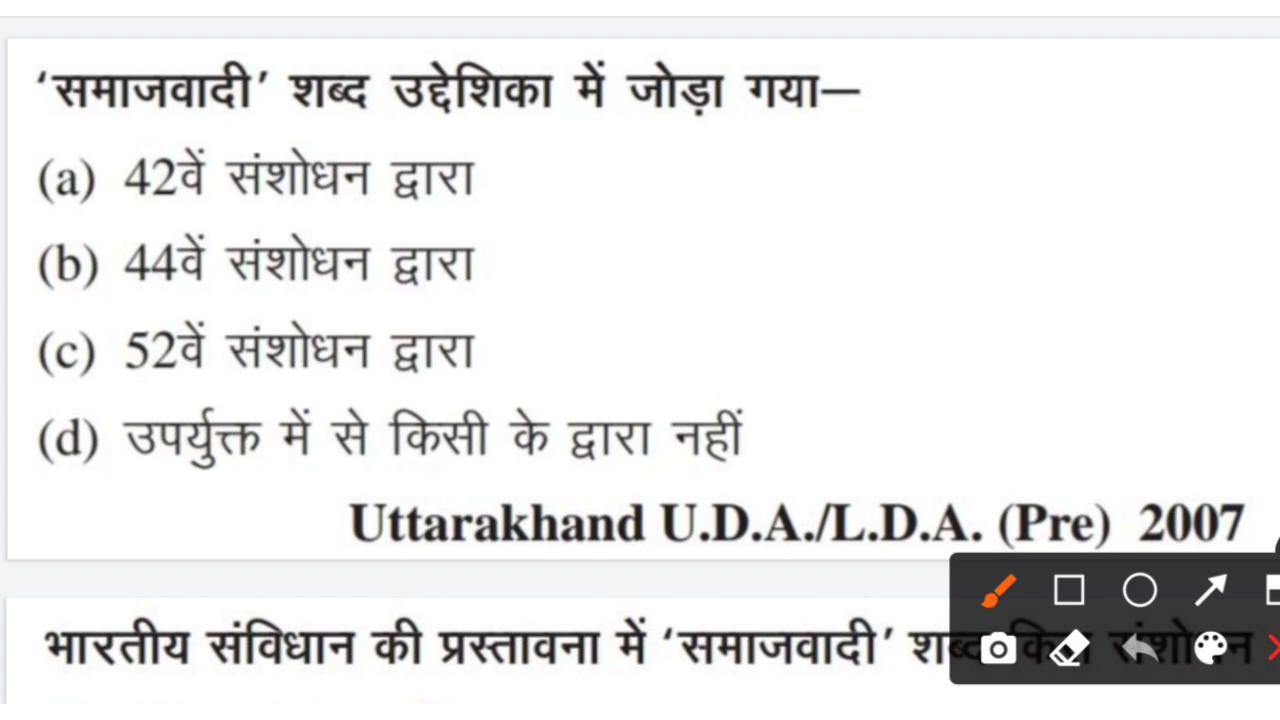 ‘समाजवादी’ शब्द उद्देशिका में जोड़ा गया—
(a) 42वें संशोधन द्वारा
(b) 44वें संशोधन द्वारा
(c) 52वें संशोधन द्वारा
(d) उपर्युक्त में से किसी के द्वारा नहीं
Uttarakhand U.D.A./L.D.A. (Pre) 2007
भारतीय संविधान की प्रस्तावना में ‘समाजवादी’ शब्द किस संशोधन